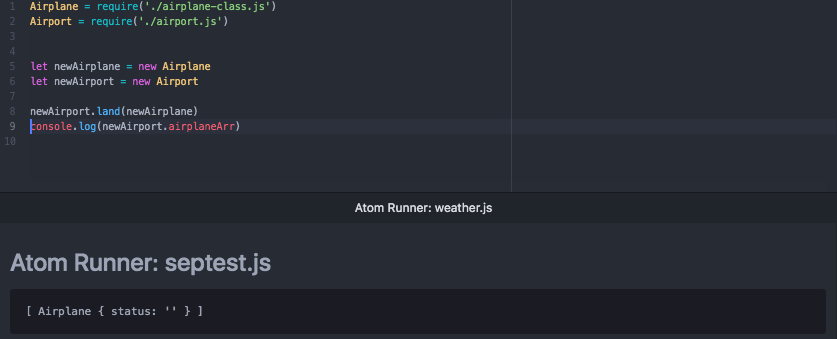 1 Airplane = require('./airplane-class.js')
2 Airport = require('./airport.js')
3
4
5 let newAirplane = new Airplane
6 let newAirport = new Airport
7
8 newAirport.land(newAirplane)
9 console.log(newAirport.airplaneArr)
10
Atom Runner: weather.js
Atom Runner: septest.js
[ Airplane { status: '' } ]